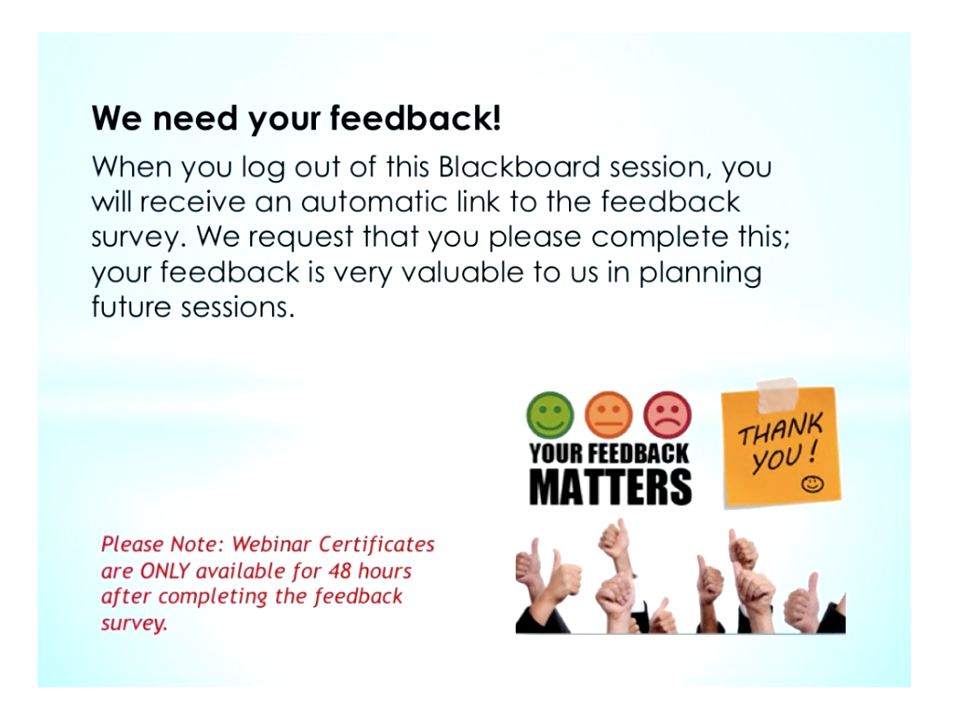 We need your feedback!
When you log out of this Blackboard session, you
will receive an automatic link to the feedback
survey. We request that you please complete this;
your feedback is very valuable to us in planning
future sessions.
YOUR FEEDBACK
MATTERS
THANK
YOU!
Please Note: Webinar Certificates
are ONLY available for 48 hours
after completing the feedback
survey.